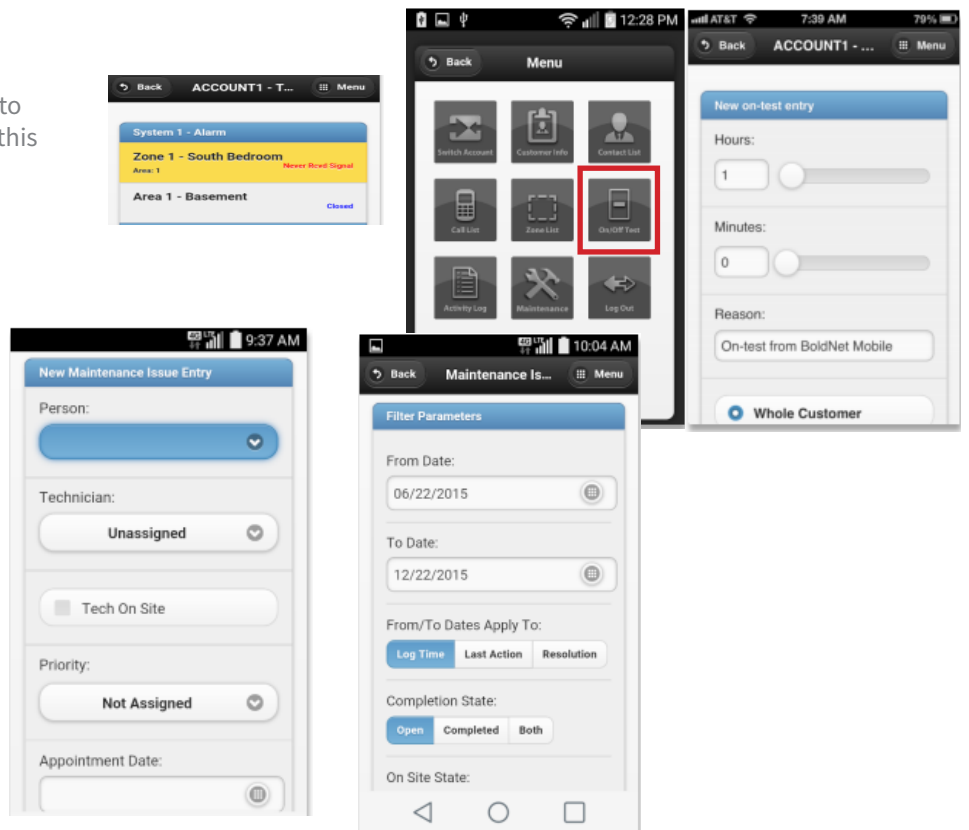 to
this
Back ACCOUNT1 - T... Menu
System 1 - Alarm
Zone 1 - South Bedroom
Never Rcvd Signal
Area: 1
Area 1 - Basement
Closed
12:28 PM
Back Menu
Switch Account Customer Info Contact List
Call List Zone List On/Off Test
Activity Log Maintenance Log Out
AT&T 7:39 AM 79%
Back ACCOUNT1 - ... Menu
New on-test entry
Hours:
1
Minutes:
0
Reason:
On-test from BoldNet Mobile
Whole Customer
4G LTE 9:37 AM
New Maintenance Issue Entry
Person:
Technician:
Unassigned
Tech On Site
Priority:
Not Assigned
Appointment Date:
4G LTE 10:04 AM
Back Maintenance Is... Menu
Filter Parameters
From Date:
06/22/2015
To Date:
12/22/2015
From/To Dates Apply To:
Log Time Last Action Resolution
Completion State:
Open Completed Both
On Site State: